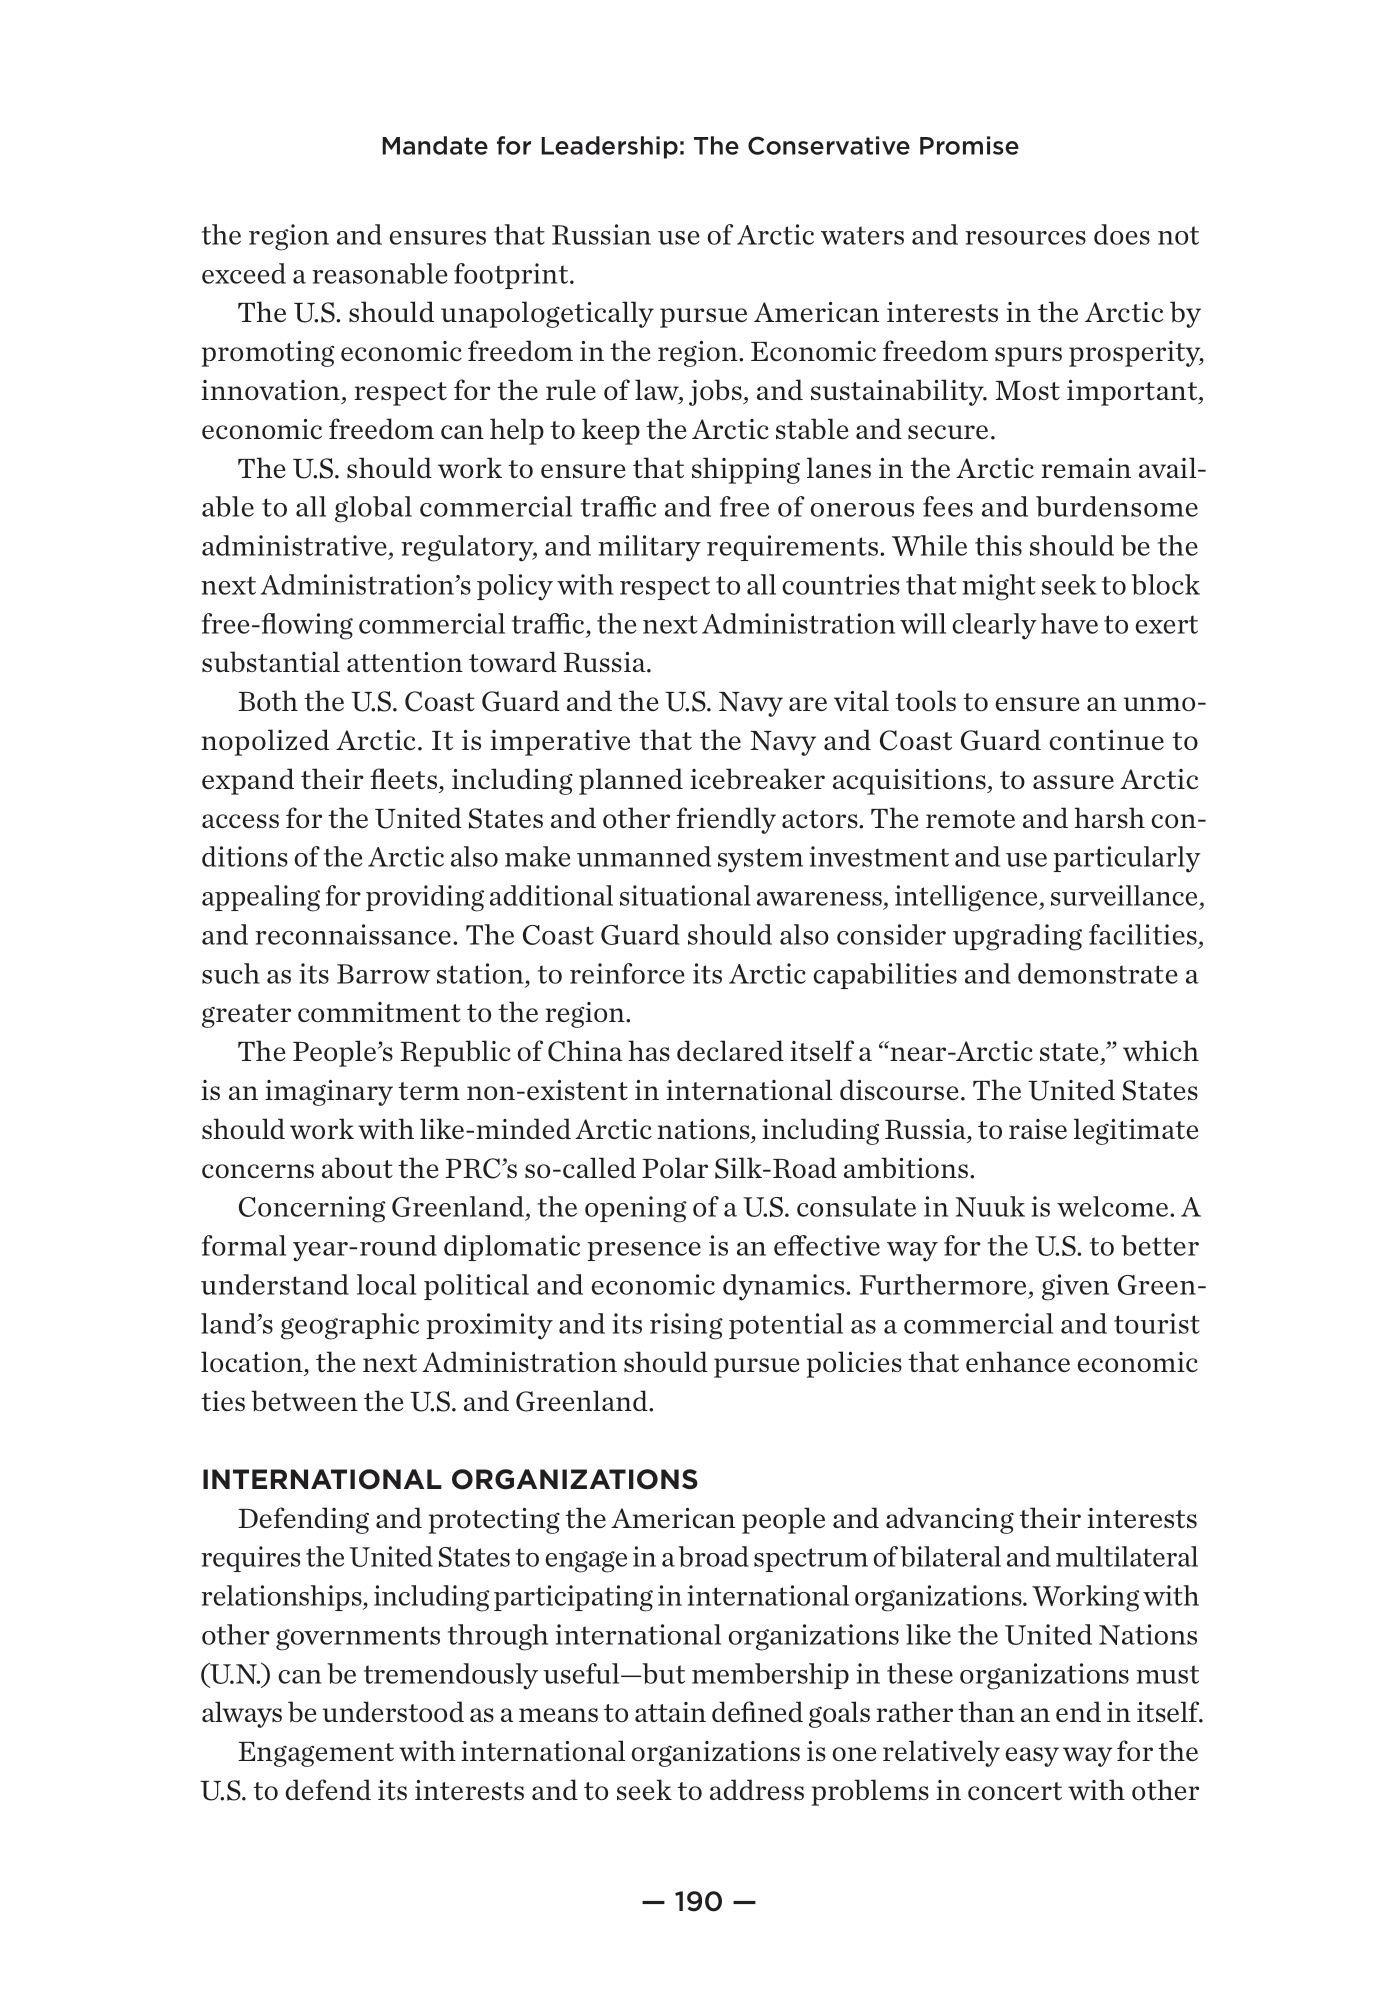 Mandate for Leadership: The Conservative Promise
the region and ensures that Russian use of Arctic waters and resources does not
exceed a reasonable footprint.
The U.S. should unapologetically pursue American interests in the Arctic by
promoting economic freedom in the region. Economic freedom spurs prosperity,
innovation, respect for the rule of law, jobs, and sustainability. Most important,
economic freedom can help to keep the Arctic stable and secure.
The U.S. should work to ensure that shipping lanes in the Arctic remain avail-
able to all global commercial traffic and free of onerous fees and burdensome
administrative, regulatory, and military requirements. While this should be the
next Administration’s policy with respect to all countries that might seek to block
free-flowing commercial traffic, the next Administration will clearly have to exert
substantial attention toward Russia.
Both the U.S. Coast Guard and the U.S. Navy are vital tools to ensure an unmo-
nopolized Arctic. It is imperative that the Navy and Coast Guard continue to
expand their fleets, including planned icebreaker acquisitions, to assure Arctic
access for the United States and other friendly actors. The remote and harsh con-
ditions of the Arctic also make unmanned system investment and use particularly
appealing for providing additional situational awareness, intelligence, surveillance,
and reconnaissance. The Coast Guard should also consider upgrading facilities,
such as its Barrow station, to reinforce its Arctic capabilities and demonstrate a
greater commitment to the region.
The People’s Republic of China has declared itself a “near-Arctic state,” which
is an imaginary term non-existent in international discourse. The United States
should work with like-minded Arctic nations, including Russia, to raise legitimate
concerns about the PRC’s so-called Polar Silk-Road ambitions.
Concerning Greenland, the opening of a U.S. consulate in Nuuk is welcome. A
formal year-round diplomatic presence is an effective way for the U.S. to better
understand local political and economic dynamics. Furthermore, given Green-
land’s geographic proximity and its rising potential as a commercial and tourist
location, the next Administration should pursue policies that enhance economic
ties between the U.S. and Greenland.
INTERNATIONAL ORGANIZATIONS
Defending and protecting the American people and advancing their interests
requires the United States to engage in a broad spectrum of bilateral and multilateral
relationships, including participating in international organizations. Working with
other governments through international organizations like the United Nations
(U.N.) can be tremendously useful—but membership in these organizations must
always be understood as a means to attain defined goals rather than an end in itself.
Engagement with international organizations is one relatively easy way for the
U.S. to defend its interests and to seek to address problems in concert with other
— 190 —